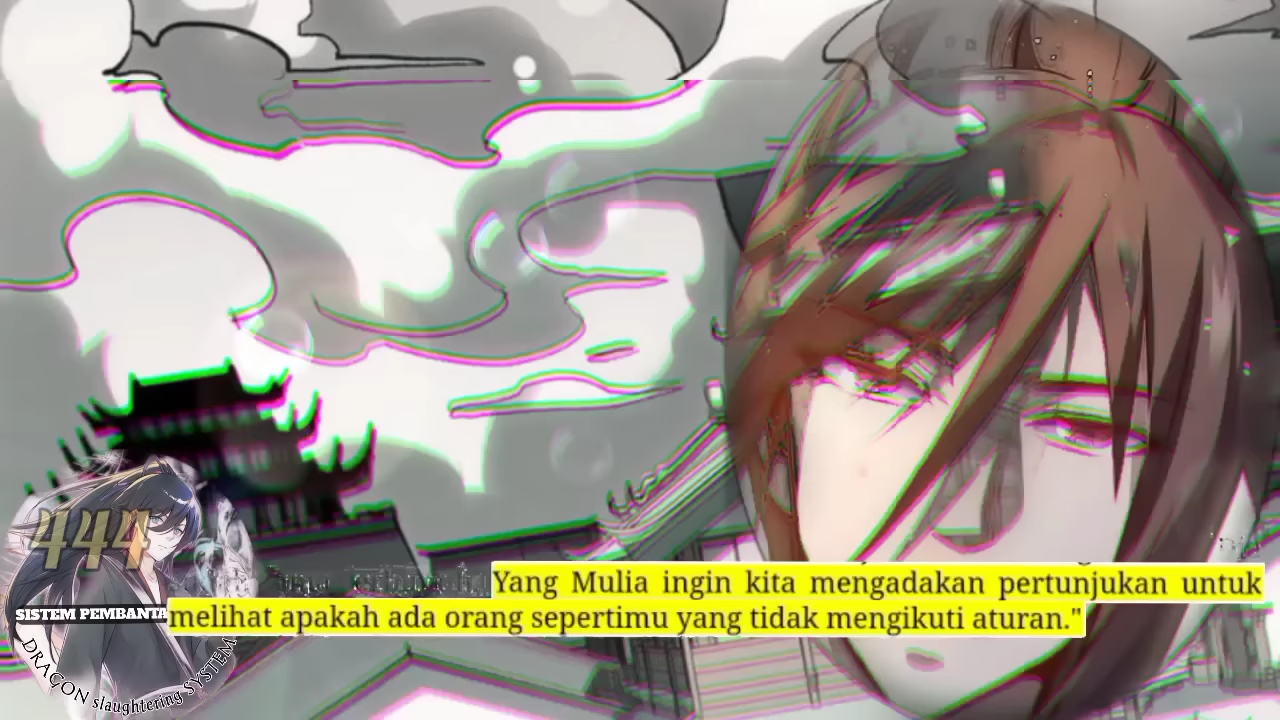 444
Yang Mulia ingin kita mengadakan pertunjukan untuk
SISTEM PEMBANTA
melihat apakah ada orang sepertimu yang tidak mengikuti aturan."
DRAGON slaughtering SYSTEM